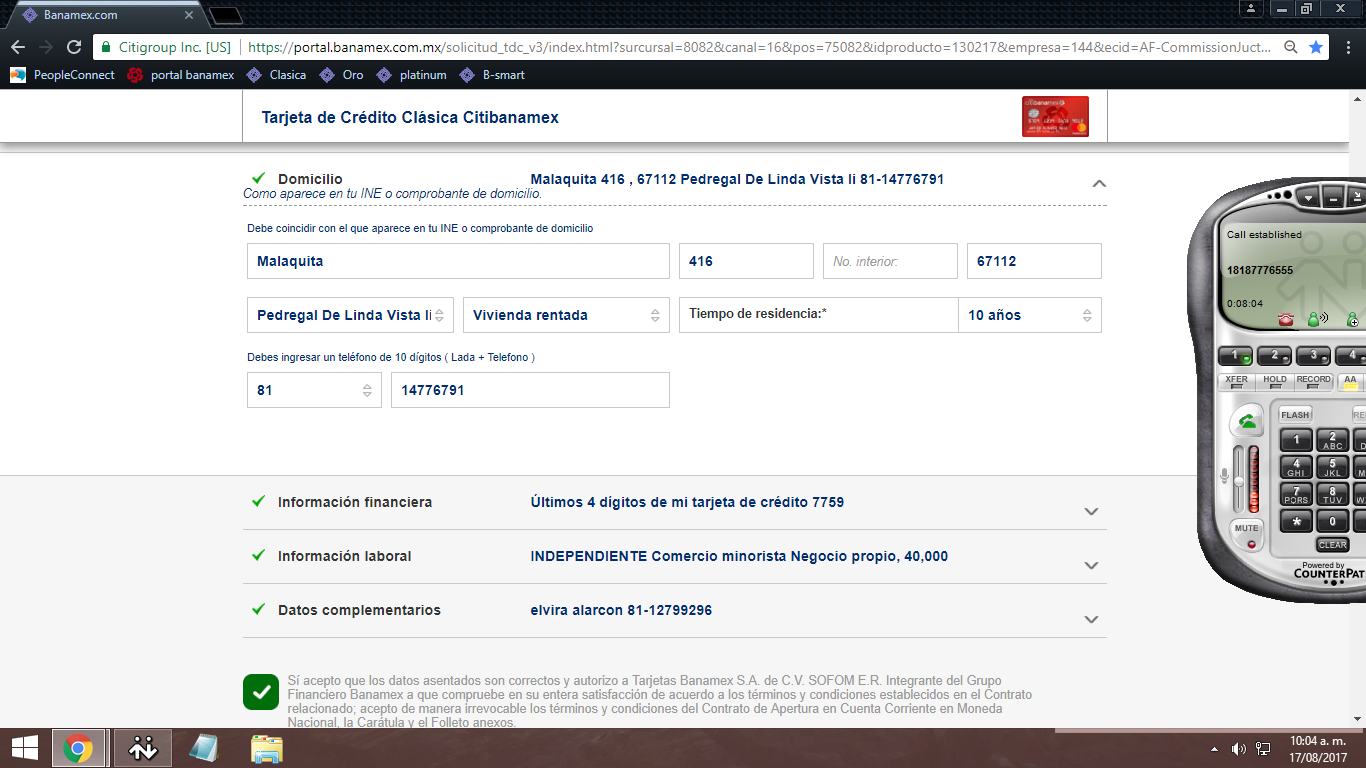 Banamex.com
Citigroup Inc. [US] https://portal.banamex.com.mx/solicitud_tdc_v3/index.html?surcursal=8082&canal=16&pos=75082&idproducto=130217&empresa=144&ecid=AF-CommissionJuct...
PeopleConnect portal banamex Clasica Oro platinum B-smart
Tarjeta de Crédito Clásica Citibanamex
Domicilio Malaquita 416 , 67112 Pedregal De Linda Vista Ii 81-14776791
Como aparece en tu INE o comprobante de domicilio.
Debe coincidir con el que aparece en tu INE o comprobante de domicilio
Malaquita 416 No. interior: 67112
Pedregal De Linda Vista Ii Vivienda rentada Tiempo de residencia:* 10 años
Debes ingresar un teléfono de 10 dígitos ( Lada + Telefono )
81 14776791
Información financiera Últimos 4 dígitos de mi tarjeta de crédito 7759
Información laboral INDEPENDIENTE Comercio minorista Negocio propio, 40,000
Datos complementarios elvira alarcon 81-12799296
Sí acepto que los datos asentados son correctos y autorizo a Tarjetas Banamex S.A. de C.V. SOFOM E.R. Integrante del Grupo
Financiero Banamex a que compruebe en su entera satisfacción de acuerdo a los términos y condiciones establecidos en el Contrato
relacionado; acepto de manera irrevocable los términos y condiciones del Contrato de Apertura en Cuenta Corriente en Moneda
Nacional, la Carátula y el Folleto anexos.
Call established
18187776555
0:08:04
1 2 3 4
XFER HOLD RECORD AA
FLASH RE
1 2 ABC D
4 GHI 5 JKL M
7 PQRS 8 TUV W
* 0
MUTE
CLEAR
Powered by
COUNTERPAT
10:04 a. m.
17/08/2017